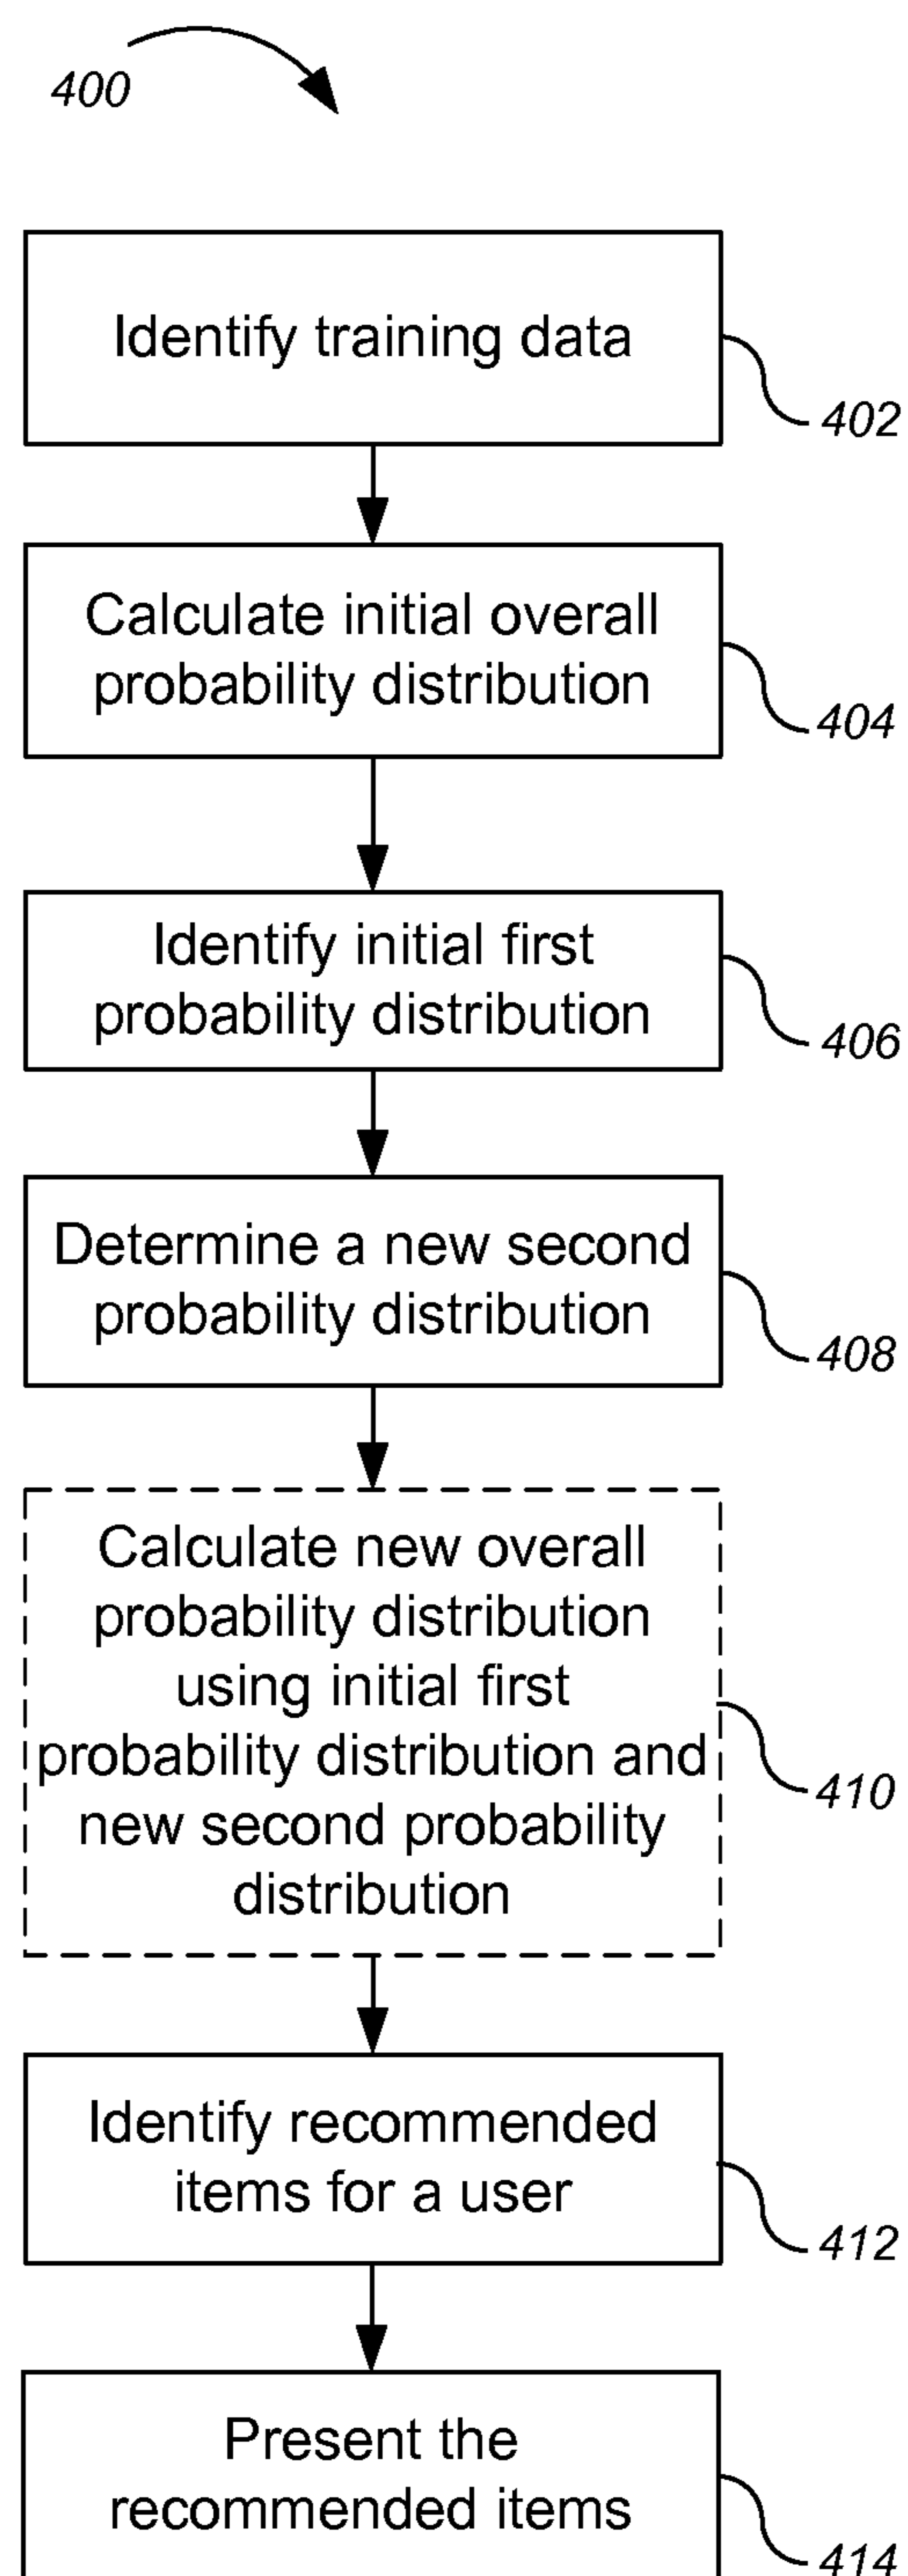 400
Identify training data
402
Calculate initial overall
probability distribution
404
Identify initial first
probability distribution
406
Determine a new second
probability distribution
408
Calculate new overall
probability distribution
using initial first
probability distribution and
new second probability
distribution
410
Identify recommended
items for a user
412
Present the
recommended items
414